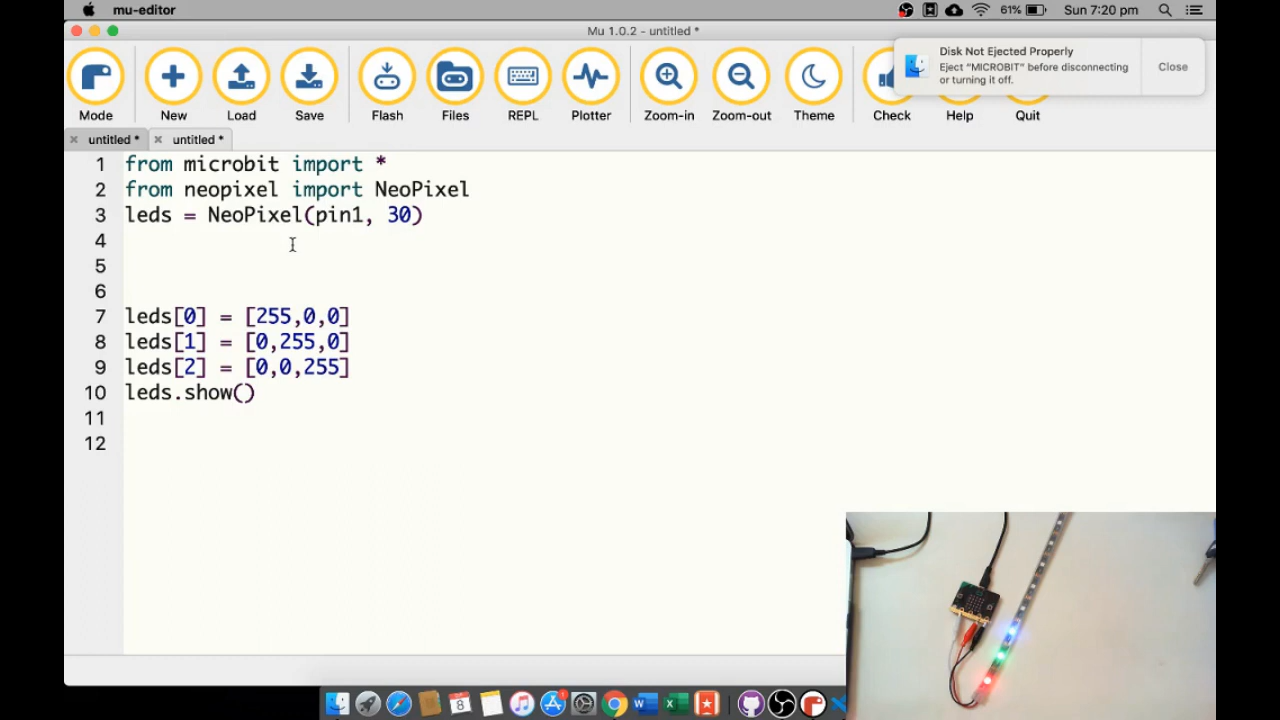 mu-editor
61%
Sun 7:20 pm
Mu 1.0.2 - untitled *
Disk Not Ejected Properly
Eject “MICROBIT” before disconnecting
or turning it off.
Close
Mode
New
Load
Save
Flash
Files
REPL
Plotter
Zoom-in
Zoom-out
Theme
Check
Help
Quit
untitled *
untitled *
1 from microbit import *
2 from neopixel import NeoPixel
3 leds = NeoPixel(pin1, 30)
4
5
6
7 leds[0] = [255,0,0]
8 leds[1] = [0,255,0]
9 leds[2] = [0,0,255]
10 leds.show()
11
12
8